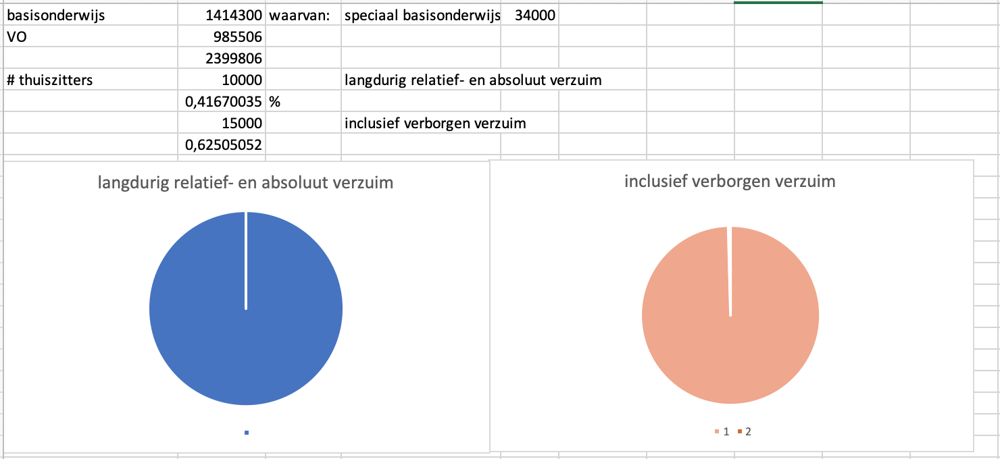 basisonderwijs 1414300 waarvan: speciaal basisonderwijs 34000
VO 985506
2399806
# thuiszitters 10000 langdurig relatief- en absoluut verzuim
0,41670035 %
15000 inclusief verborgen verzuim
0,62505052
langdurig relatief- en absoluut verzuim
inclusief verborgen verzuim
1 2